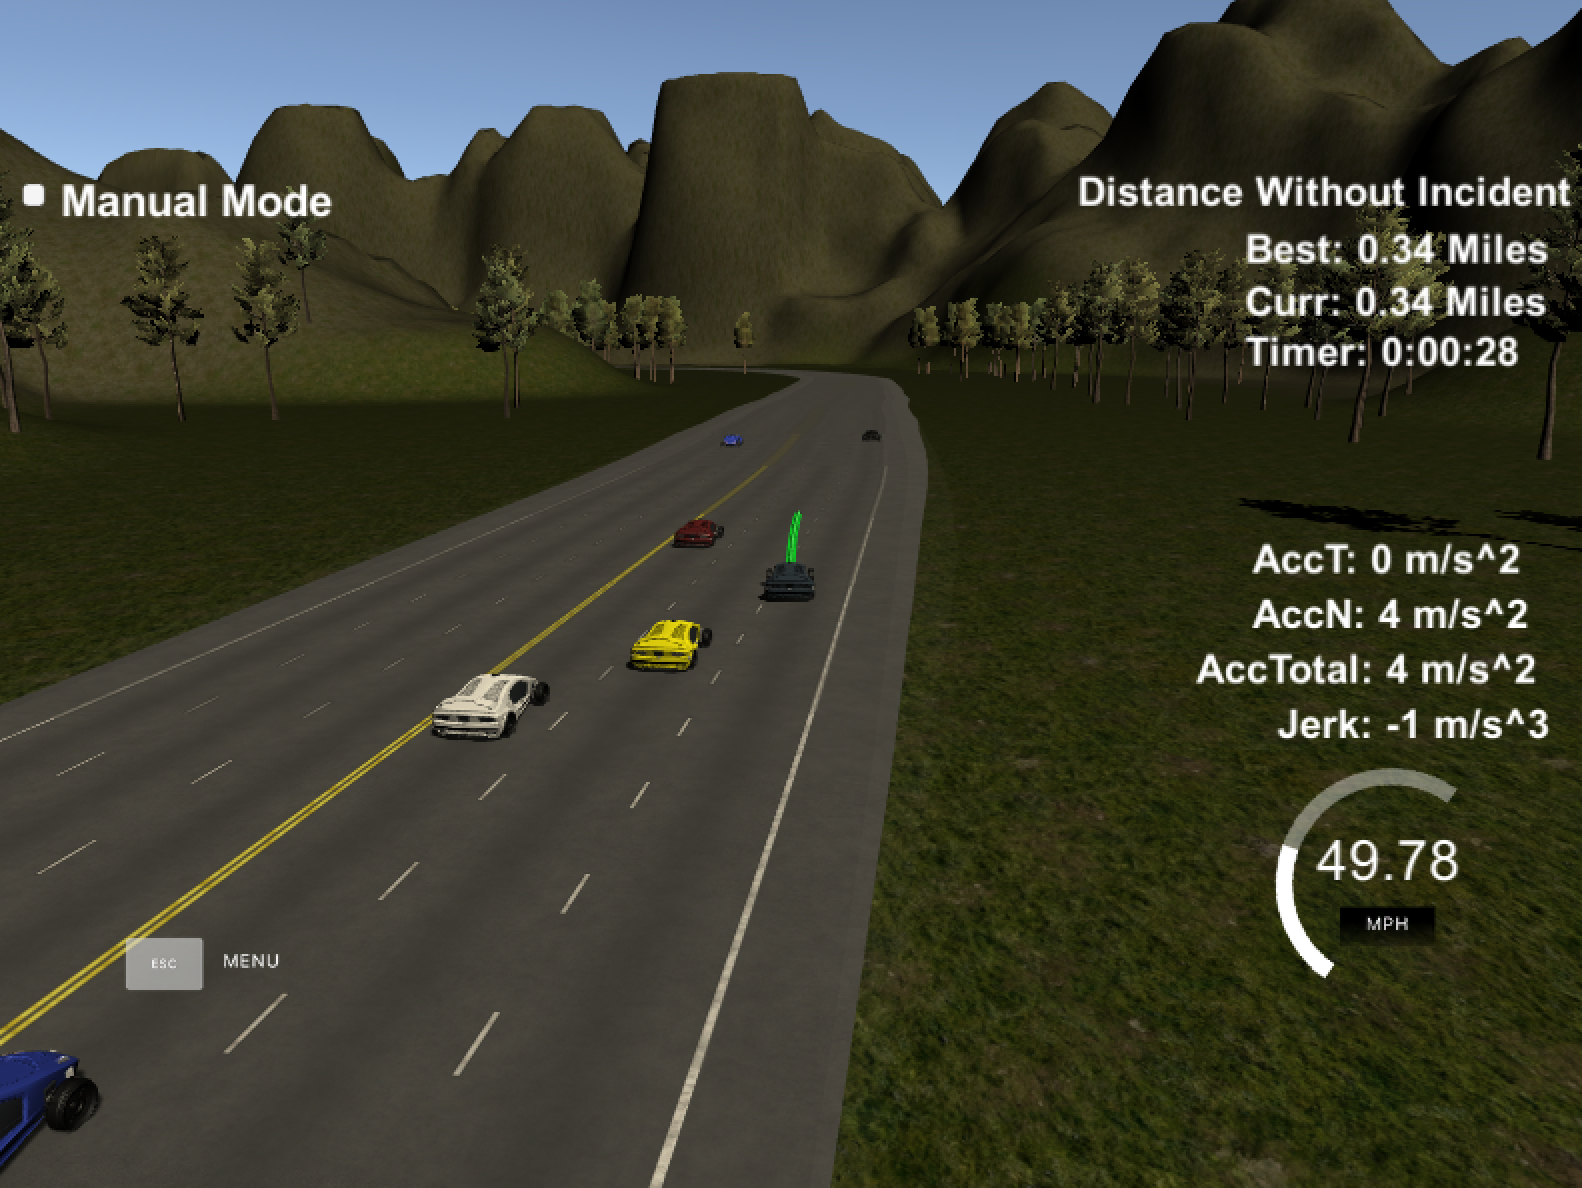 Manual Mode
Distance Without Incident
Best: 0.34 Miles
Curr: 0.34 Miles
Timer: 0:00:28
AccT: 0 m/s^2
AccN: 4 m/s^2
AccTotal: 4 m/s^2
Jerk: -1 m/s^3
49.78
MPH
ESC MENU